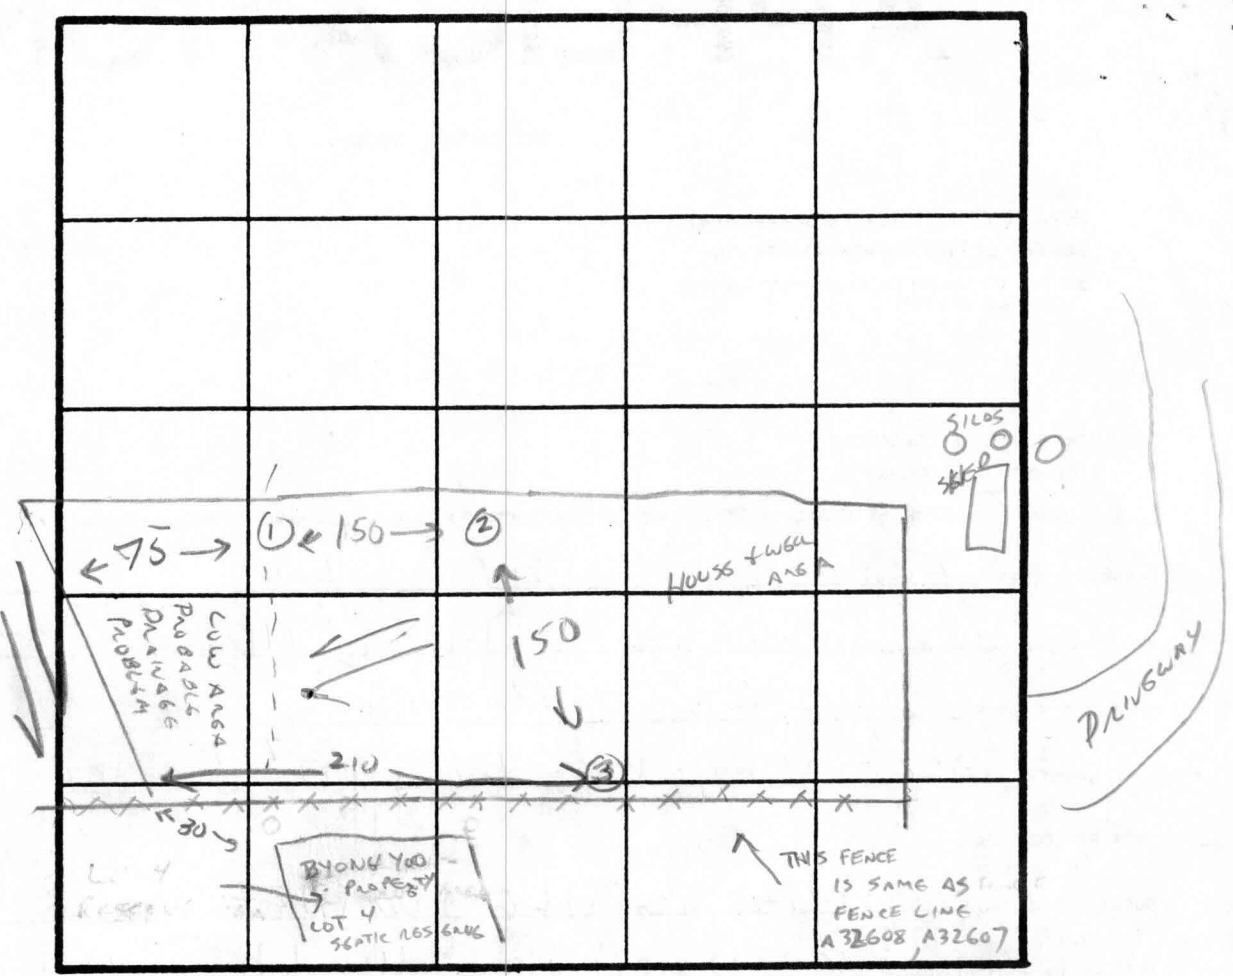 SILOS
SHED
75
1
150
2
HOUSE & WELL
AREA
LOW AREA
PROBABLE
DRAINAGE
PROBLEM
150
DRIVEWAY
210
3
30
BYONG YOO
PROPERTY
LOT 4
SEPTIC RESERVE
THIS FENCE
IS SAME AS
FENCE LINE
A32608, A32607